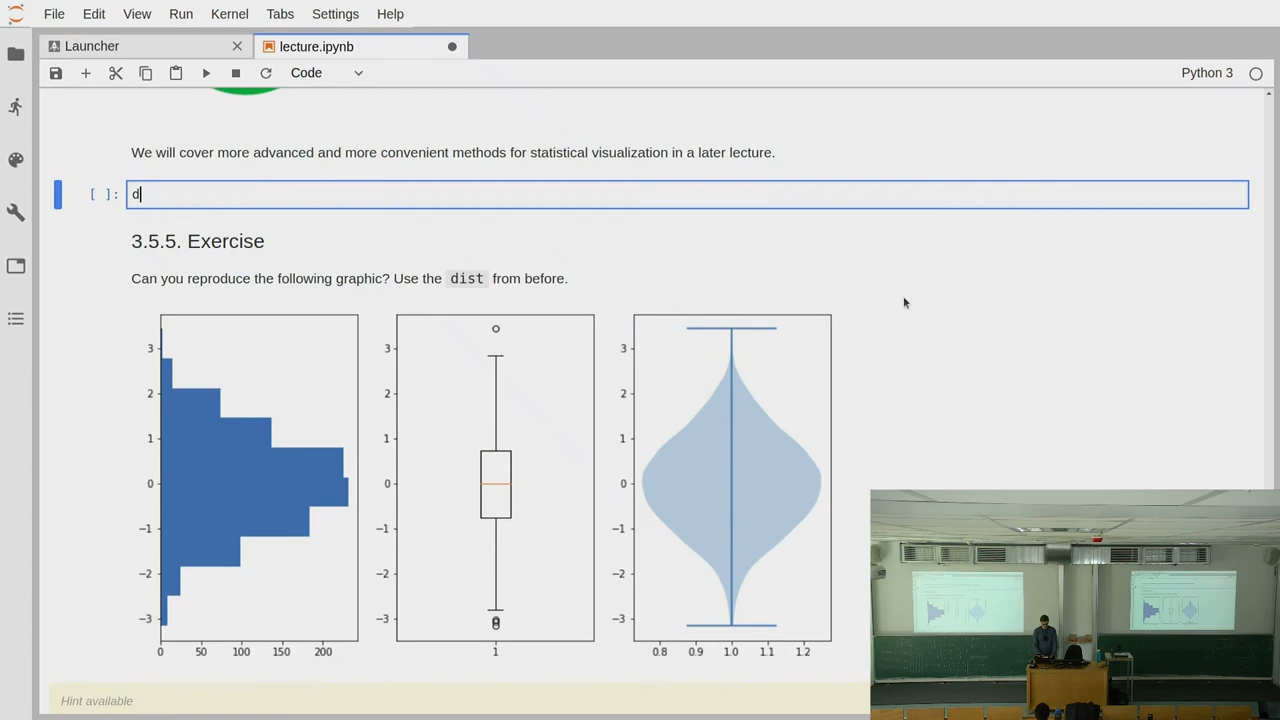 File Edit View Run Kernel Tabs Settings Help
Launcher
lecture.ipynb
Code
Python 3
We will cover more advanced and more convenient methods for statistical visualization in a later lecture.
[ ]: d
3.5.5. Exercise
Can you reproduce the following graphic? Use the dist from before.
3 3 3
2 2 2
1 1 1
0 0 0
−1 −1 −1
−2 −2 −2
−3 −3 −3
0 50 100 150 200 1 0.8 0.9 1.0 1.1 1.2
Hint available